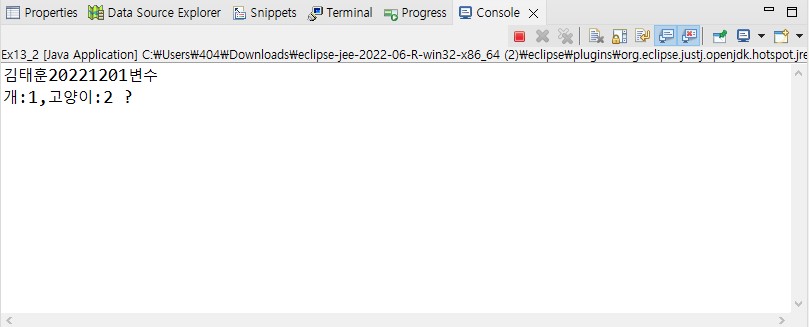 Properties Data Source Explorer Snippets Terminal Progress Console
Ex13_2 [Java Application] C:₩Users₩404₩Downloads₩eclipse-jee-2022-06-R-win32-x86_64 (2)₩eclipse₩plugins₩org.eclipse.justj.openjdk.hotspot.jre
김태훈20221201변수
개:1,고양이:2 ?